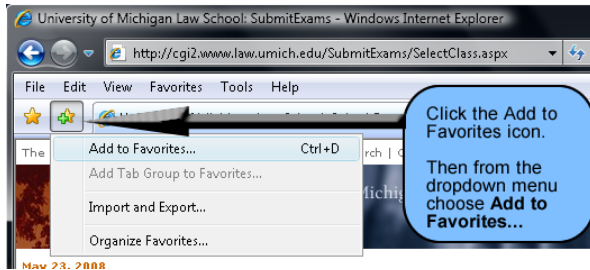 University of Michigan Law School: SubmitExams - Windows Internet Explorer
http://cgi2.www.law.umich.edu/SubmitExams/SelectClass.aspx
File Edit View Favorites Tools Help
Click the Add to
Favorites icon.
Then from the
dropdown menu
choose Add to
Favorites...
The
Add to Favorites... Ctrl+D
Add Tab Group to Favorites...
Import and Export...
Organize Favorites...
May 23, 2008